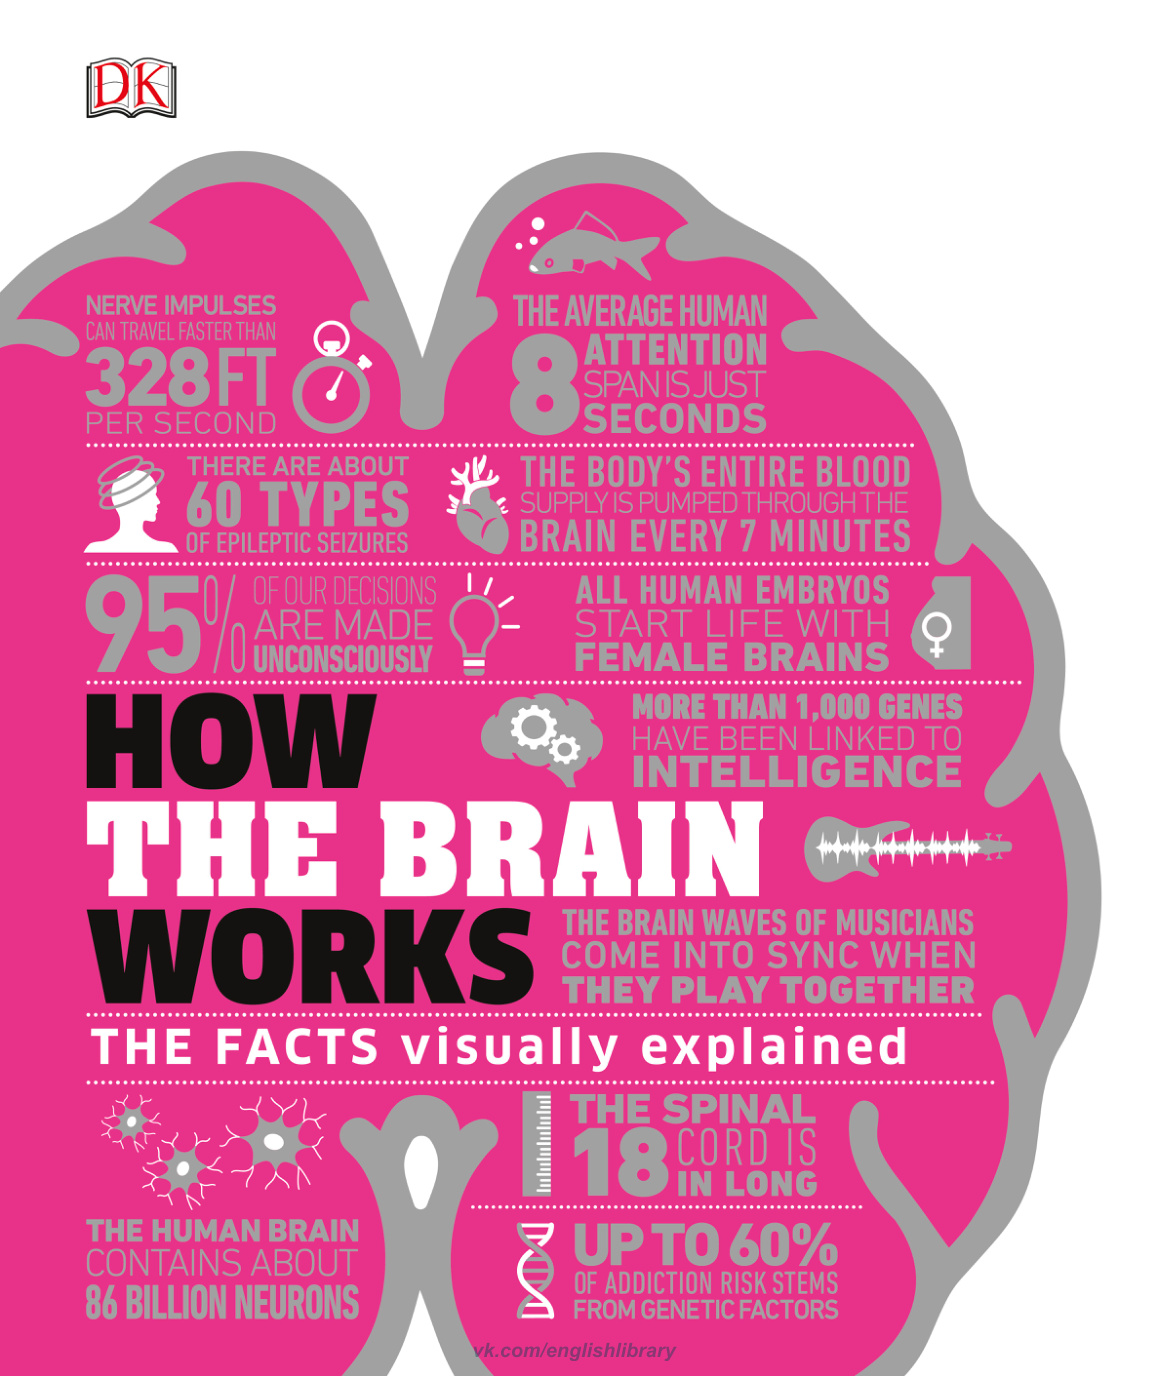 DK
NERVE IMPULSES
CAN TRAVEL FASTER THAN
328 FT
PER SECOND
THE AVERAGE HUMAN
8 ATTENTION
SPAN IS JUST
SECONDS
THERE ARE ABOUT
60 TYPES
OF EPILEPTIC SEIZURES
THE BODY'S ENTIRE BLOOD
SUPPLY IS PUMPED THROUGH THE
BRAIN EVERY 7 MINUTES
95% OF OUR DECISIONS
ARE MADE
UNCONSCIOUSLY
ALL HUMAN EMBRYOS
START LIFE WITH
FEMALE BRAINS
MORE THAN 1,000 GENES
HAVE BEEN LINKED TO
INTELLIGENCE
HOW
THE BRAIN
WORKS
THE BRAIN WAVES OF MUSICIANS
COME INTO SYNC WHEN
THEY PLAY TOGETHER
THE FACTS visually explained
THE HUMAN BRAIN
CONTAINS ABOUT
86 BILLION NEURONS
THE SPINAL
18 CORD IS
IN LONG
UP TO 60%
OF ADDICTION RISK STEMS
FROM GENETIC FACTORS
vk.com/englishlibrary